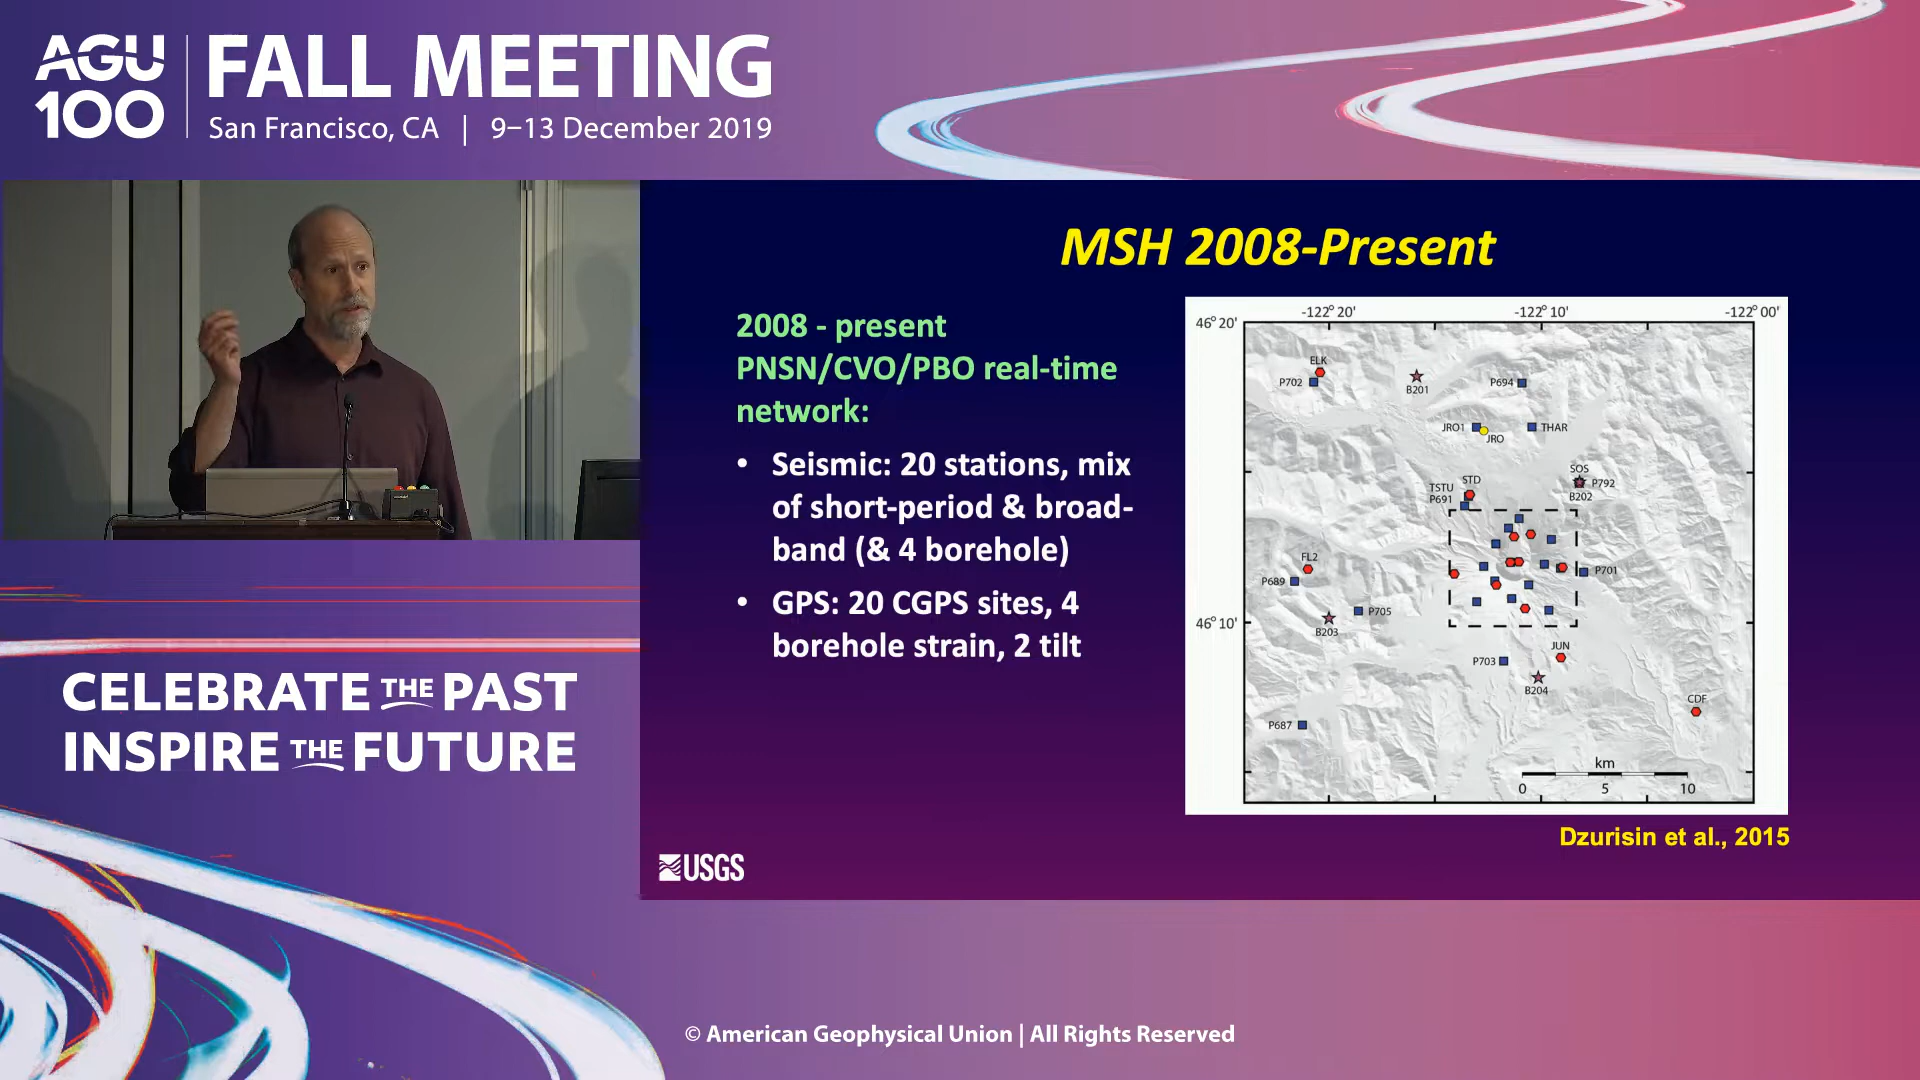 AGU 100
FALL MEETING
San Francisco, CA | 9–13 December 2019
MSH 2008-Present
2008 - present
PNSN/CVO/PBO real-time
network:
• Seismic: 20 stations, mix
of short-period & broad-
band (& 4 borehole)
• GPS: 20 CGPS sites, 4
borehole strain, 2 tilt
-122° 20'
-122° 10'
-122° 00'
46° 20'
ELK
P702
B201
P694
JRO1
JRO
THAR
SOS
P792
B202
STD
TSTU
P691
FL2
P689
P701
P705
B203
46° 10'
JUN
P703
B204
CDF
P687
km
0 5 10
Dzurisin et al., 2015
USGS
CELEBRATE THE PAST
INSPIRE THE FUTURE
© American Geophysical Union | All Rights Reserved